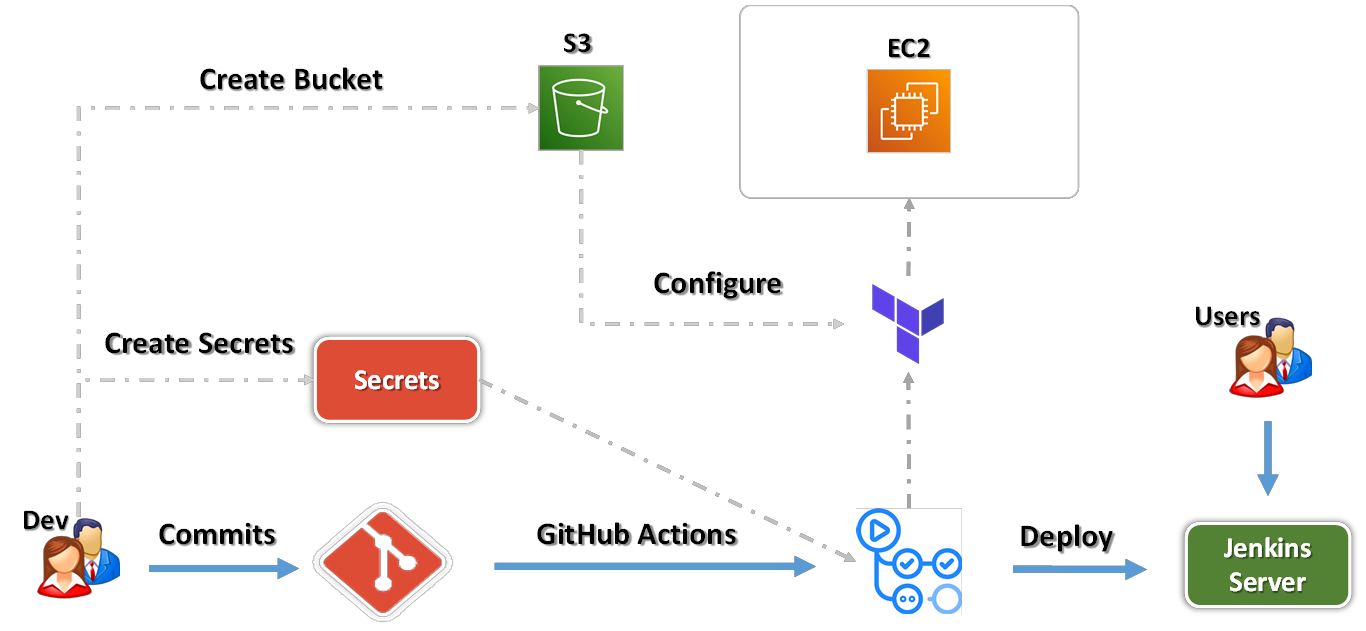 S3
EC2
Create Bucket
Configure
Users
Create Secrets
Secrets
Dev
Commits
GitHub Actions
Deploy
Jenkins
Server